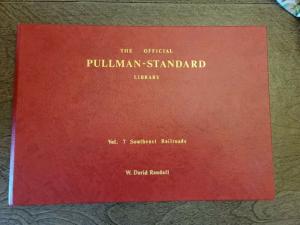 THE OFFICIAL
PULLMAN-STANDARD
LIBRARY
Vol. 7 Southeast Railroads
W. David Randall